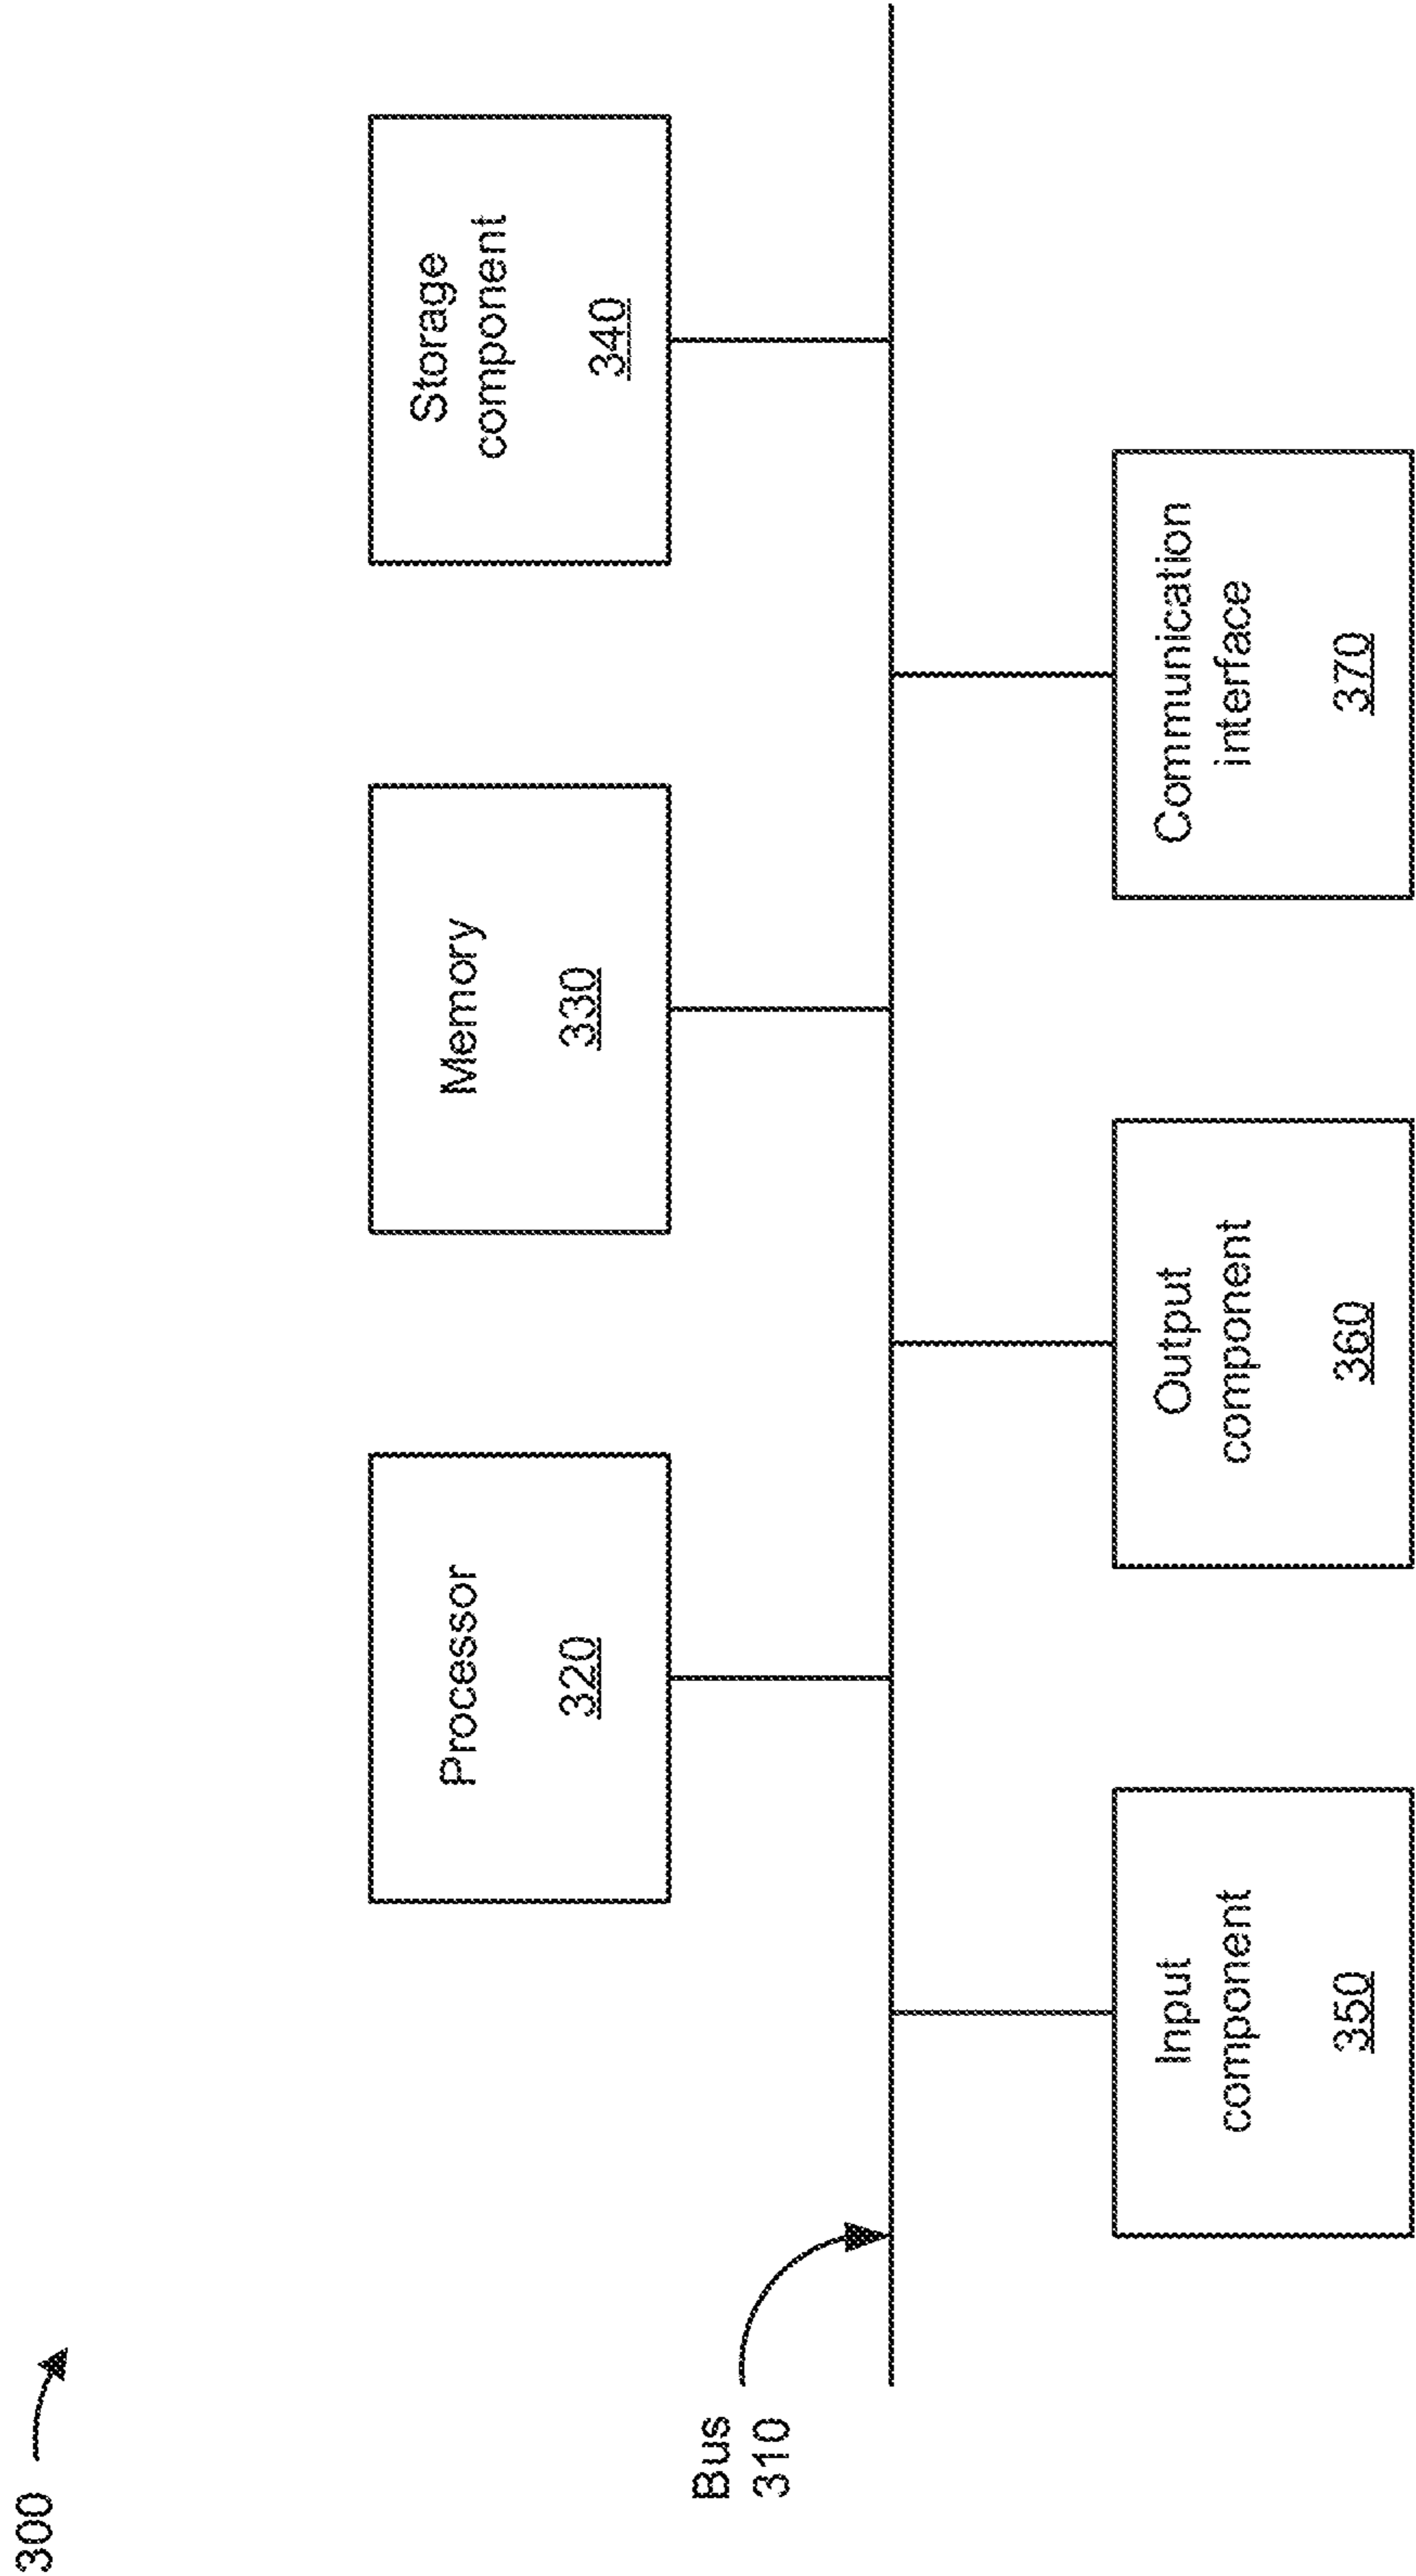 300
Processor
320
Memory
330
Storage
component
340
Bus
310
Input
component
350
Output
component
360
Communication
interface
370